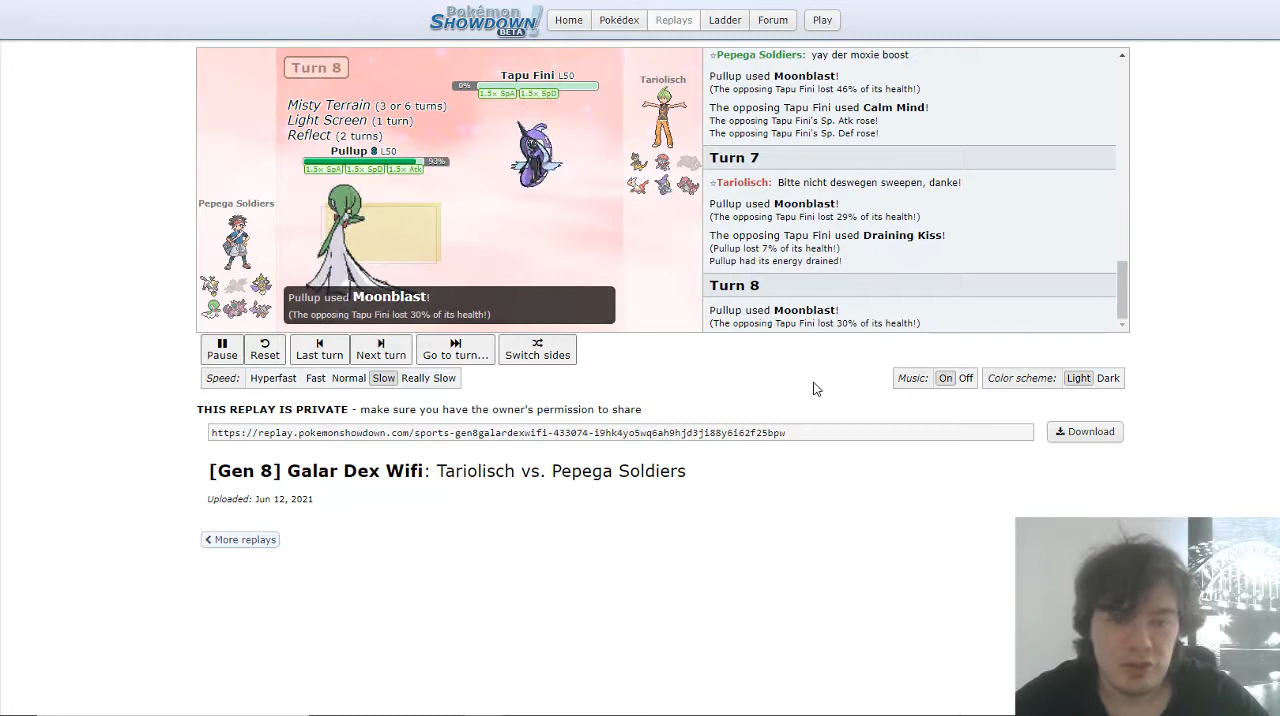 Pokémon
SHOWDOWN!
BETA
Home
Pokédex
Replays
Ladder
Forum
Play
Turn 8
Misty Terrain (3 or 6 turns)
Light Screen (1 turn)
Reflect (2 turns)
Tapu Fini L50
0%
1.5× SpA 1.5× SpD
Pullup L50
93%
1.5× SpA 1.5× SpD 1.5× Atk
Pepega Soldiers
Tariolisch
Pullup used Moonblast!
(The opposing Tapu Fini lost 30% of its health!)
☆Pepega Soldiers: yay der moxie boost
Pullup used Moonblast!
(The opposing Tapu Fini lost 46% of its health!)
The opposing Tapu Fini used Calm Mind!
The opposing Tapu Fini's Sp. Atk rose!
The opposing Tapu Fini's Sp. Def rose!
Turn 7
☆Tariolisch: Bitte nicht deswegen sweepen, danke!
Pullup used Moonblast!
(The opposing Tapu Fini lost 29% of its health!)
The opposing Tapu Fini used Draining Kiss!
(Pullup lost 7% of its health!)
Pullup had its energy drained!
Turn 8
Pullup used Moonblast!
(The opposing Tapu Fini lost 30% of its health!)
Pause
Reset
Last turn
Next turn
Go to turn...
Switch sides
Speed: Hyperfast Fast Normal Slow Really Slow
Music: On Off
Color scheme: Light Dark
THIS REPLAY IS PRIVATE - make sure you have the owner's permission to share
https://replay.pokemonshowdown.com/sports-gen8galardexwifi-433074-i9hk4yo5wq6ah9hjd3ji88y6i62f25bpw
Download
[Gen 8] Galar Dex Wifi: Tariolisch vs. Pepega Soldiers
Uploaded: Jun 12, 2021
More replays